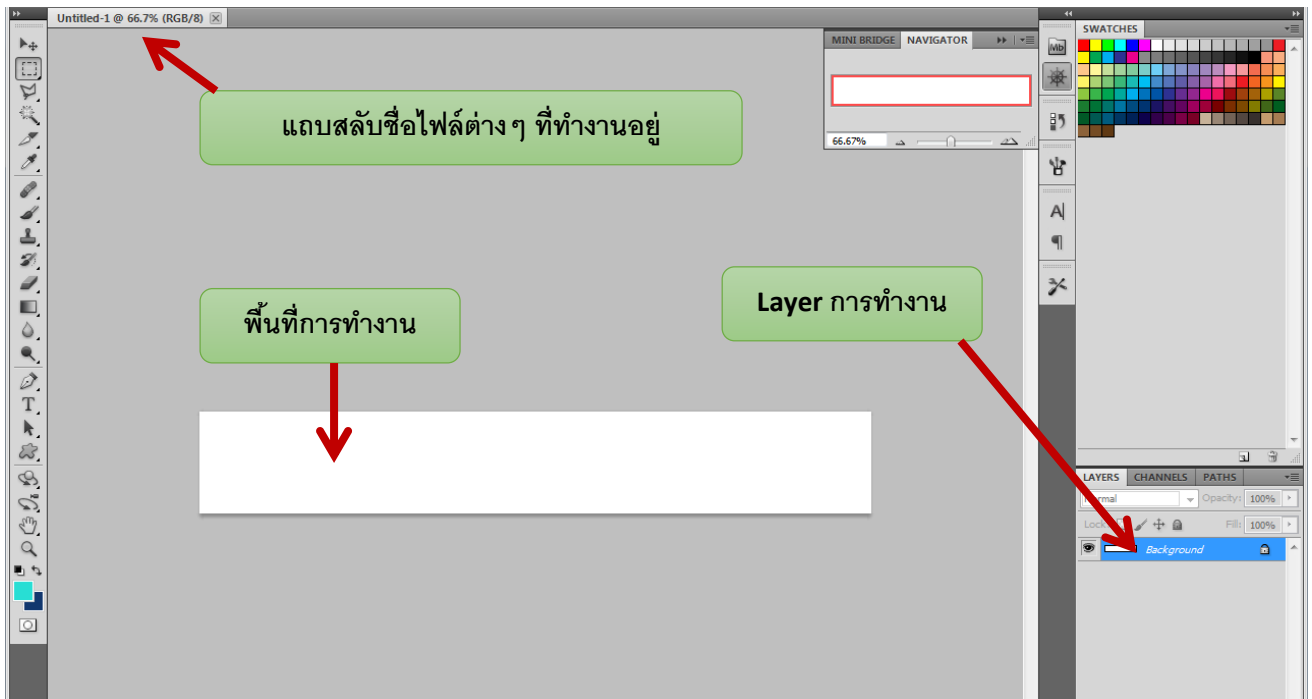 Untitled-1 @ 66.7% (RGB/8)
MINI BRIDGE NAVIGATOR
SWATCHES
Mb
แถบสลับชื่อไฟล์ต่าง ๆ ที่ทำงานอยู่
66.67%
A
พื้นที่การทำงาน
Layer การทำงาน
T
LAYERS CHANNELS PATHS
Normal Opacity: 100%
Lock Fill: 100%
Background